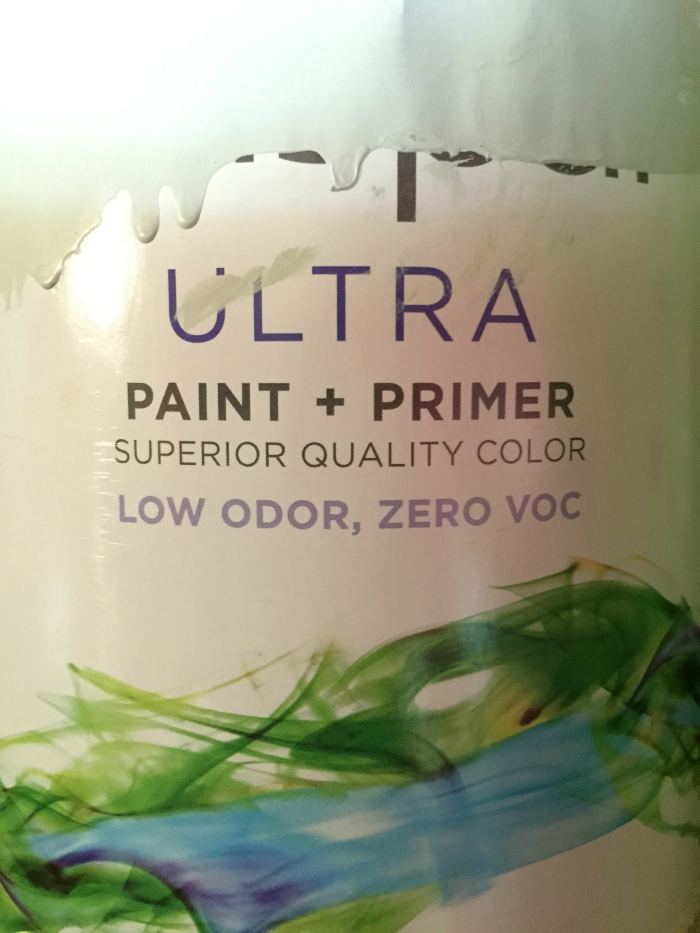 ULTRA
PAINT + PRIMER
SUPERIOR QUALITY COLOR
LOW ODOR, ZERO VOC